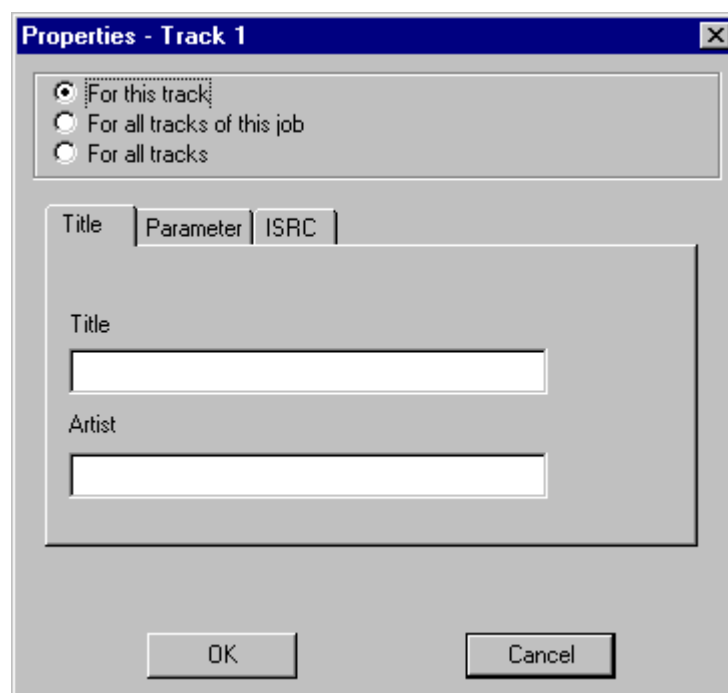 Properties - Track 1
For this track
For all tracks of this job
For all tracks
Title Parameter ISRC
Title
Artist
OK Cancel